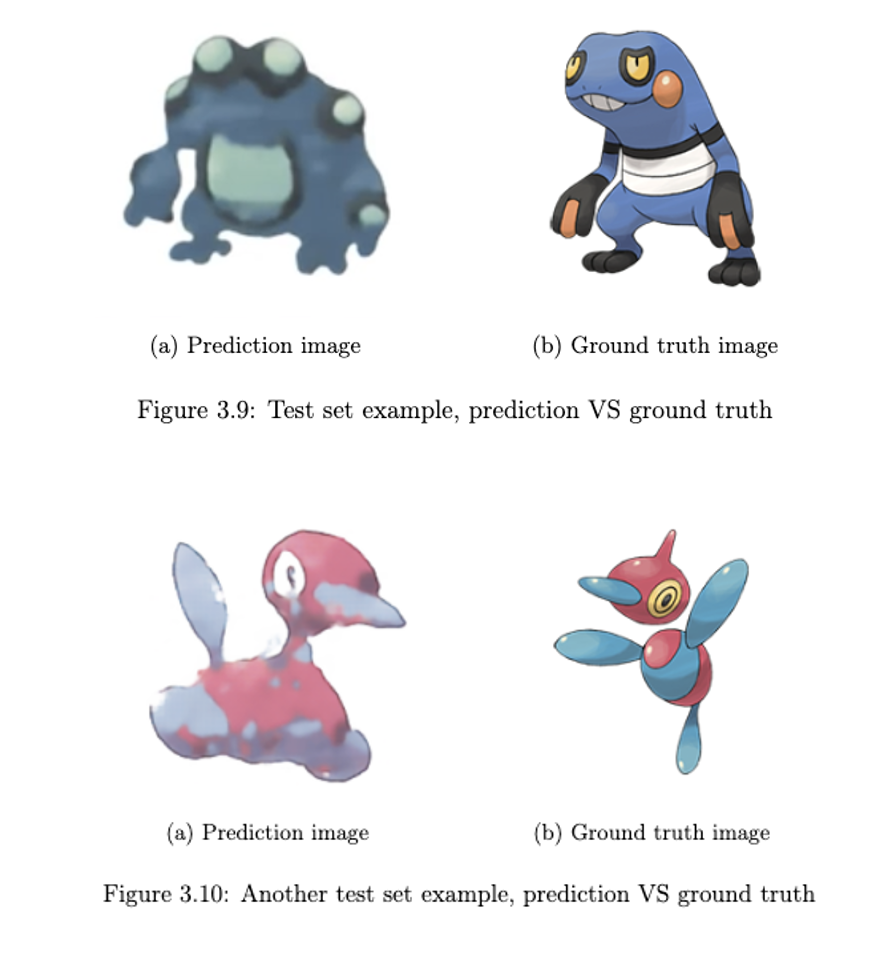 (a) Prediction image
(b) Ground truth image
Figure 3.9: Test set example, prediction VS ground truth
(a) Prediction image
(b) Ground truth image
Figure 3.10: Another test set example, prediction VS ground truth